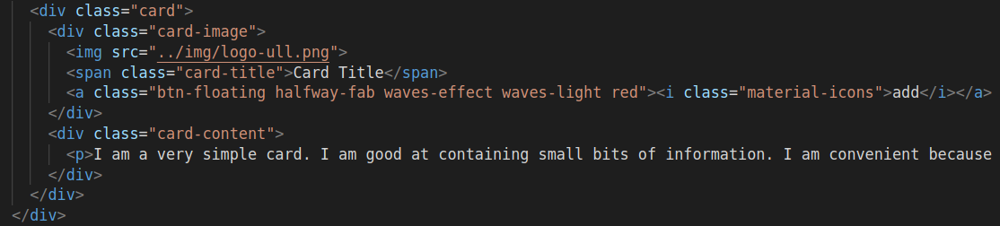 <div class="card">
<div class="card-image">
<img src="../img/logo-ull.png">
<span class="card-title">Card Title</span>
<a class="btn-floating halfway-fab waves-effect waves-light red"><i class="material-icons">add</i></a>
</div>
<div class="card-content">
<p>I am a very simple card. I am good at containing small bits of information. I am convenient because
</div>
</div>
</div>